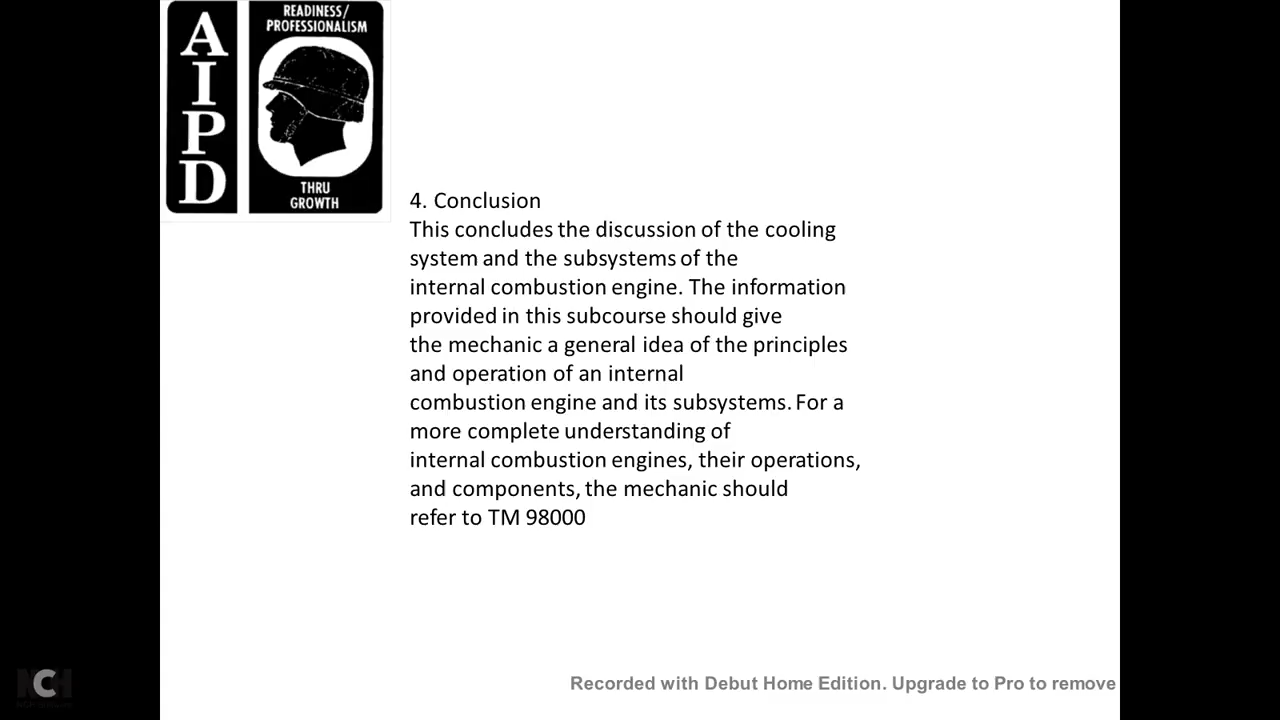 AIPD
READINESS/
PROFESSIONALISM
THRU
GROWTH
4. Conclusion
This concludes the discussion of the cooling
system and the subsystems of the
internal combustion engine. The information
provided in this subcourse should give
the mechanic a general idea of the principles
and operation of an internal
combustion engine and its subsystems. For a
more complete understanding of
internal combustion engines, their operations,
and components, the mechanic should
refer to TM 98000
Recorded with Debut Home Edition. Upgrade to Pro to remove
NCH